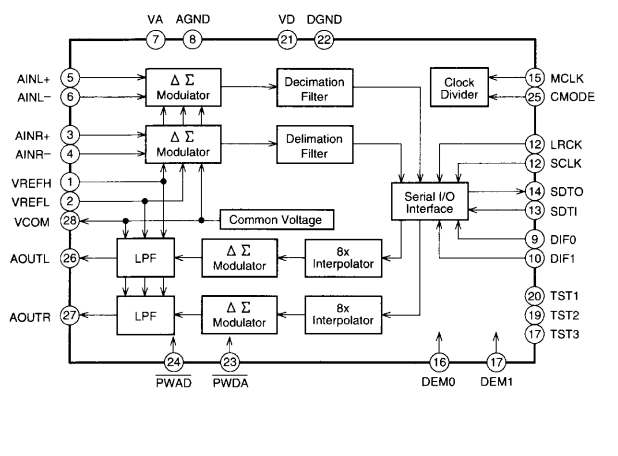 VA AGND VD DGND
7 8 21 22
AINL+ 5 Δ Σ Modulator Decimation Filter Clock Divider 15 MCLK
AINL− 6 25 CMODE
AINR+ 3 Δ Σ Modulator Delimation Filter 12 LRCK
AINR− 4 12 SCLK
VREFH 1 Serial I/O Interface 14 SDTO
VREFL 2 13 SDTI
VCOM 28 Common Voltage 9 DIF0
AOUTL 26 LPF Δ Σ Modulator 8x Interpolator 10 DIF1
20 TST1
AOUTR 27 LPF Δ Σ Modulator 8x Interpolator 19 TST2
17 TST3
24 23 16 17
PWAD PWDA DEM0 DEM1